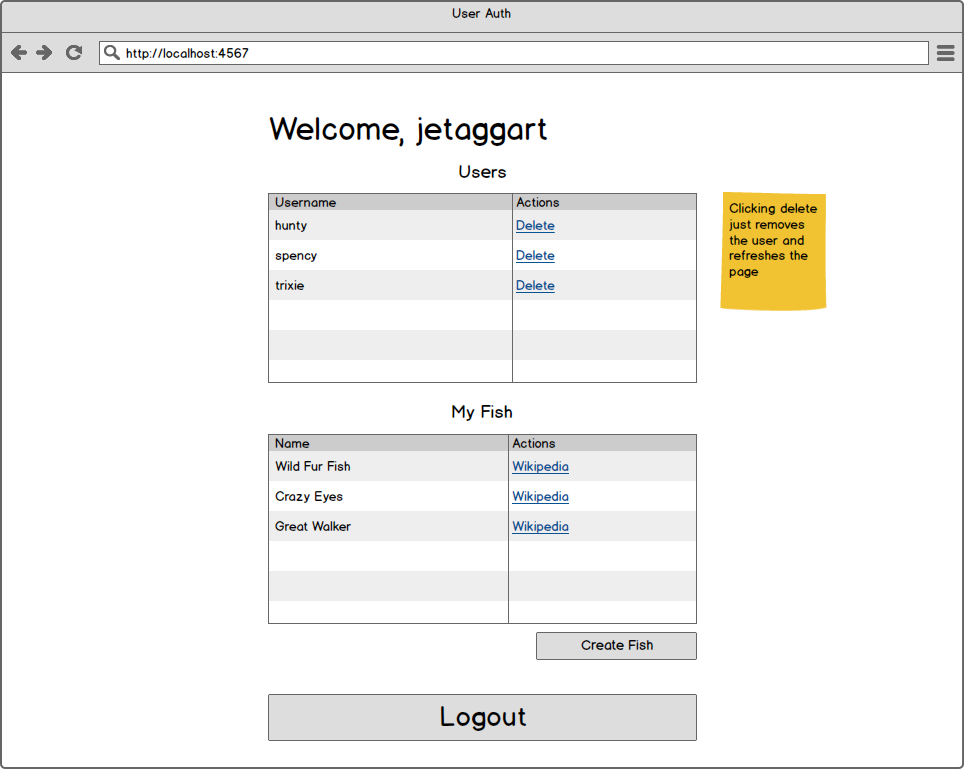 User Auth
http://localhost:4567
Welcome, jetaggart
Users
Username Actions
hunty Delete
spency Delete
trixie Delete
Clicking delete
just removes
the user and
refreshes the
page
My Fish
Name Actions
Wild Fur Fish Wikipedia
Crazy Eyes Wikipedia
Great Walker Wikipedia
Create Fish
Logout